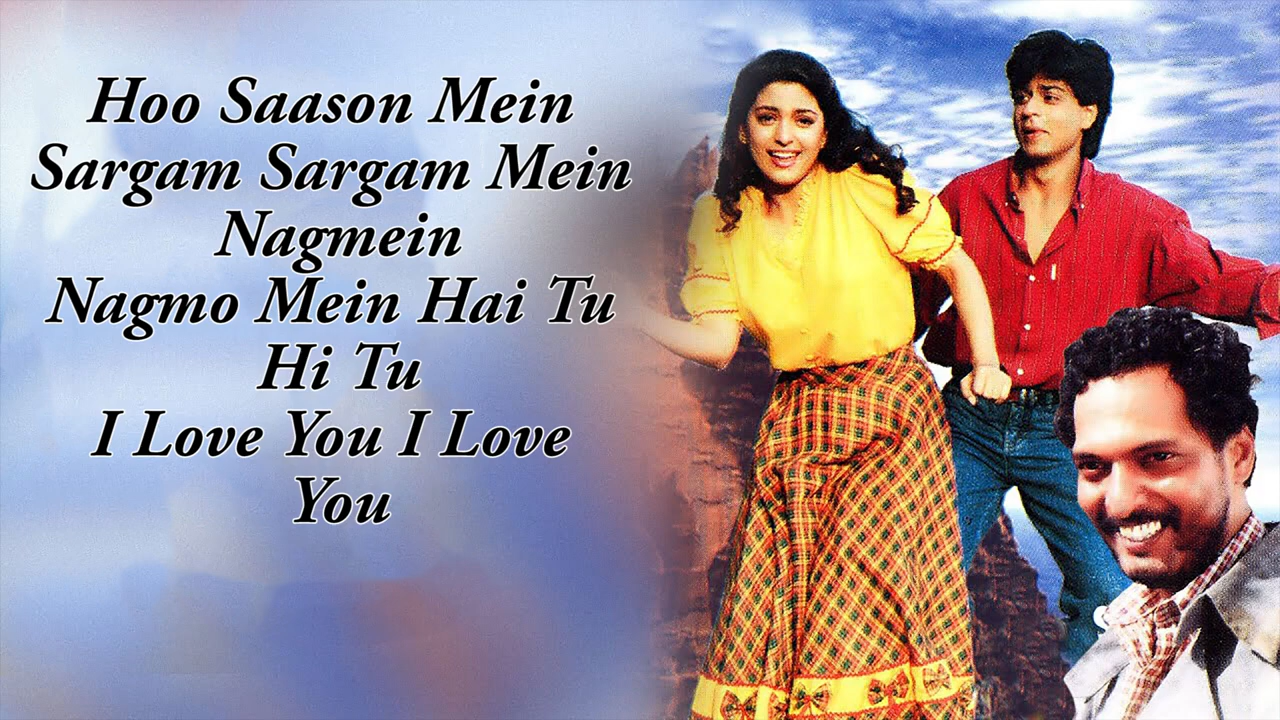 Hoo Saason Mein
Sargam Sargam Mein
Nagmein
Nagmo Mein Hai Tu
Hi Tu
I Love You I Love
You